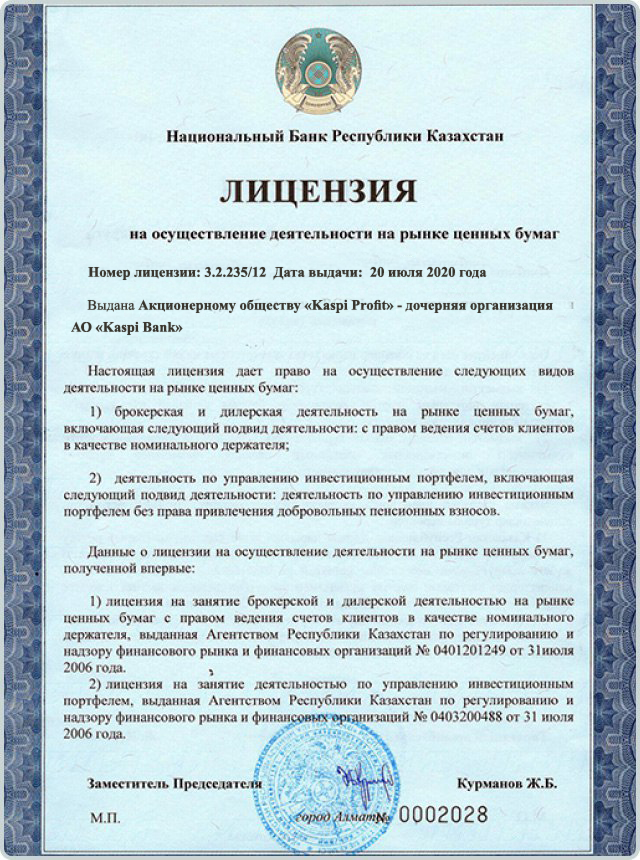 Национальный Банк Республики Казахстан
ЛИЦЕНЗИЯ
на осуществление деятельности на рынке ценных бумаг
Номер лицензии: 3.2.235/12 Дата выдачи: 20 июля 2020 года
Выдана Акционерному обществу «Kaspi Profit» - дочерняя организация
АО «Kaspi Bank»
Настоящая лицензия дает право на осуществление следующих видов
деятельности на рынке ценных бумаг:
1) брокерская и дилерская деятельность на рынке ценных бумаг,
включающая следующий подвид деятельности: с правом ведения счетов клиентов
в качестве номинального держателя;
2) деятельность по управлению инвестиционным портфелем, включающая
следующий подвид деятельности: деятельность по управлению инвестиционным
портфелем без права привлечения добровольных пенсионных взносов.
Данные о лицензии на осуществление деятельности на рынке ценных бумаг,
полученной впервые:
1) лицензия на занятие брокерской и дилерской деятельностью на рынке
ценных бумаг с правом ведения счетов клиентов в качестве номинального
держателя, выданная Агентством Республики Казахстан по регулированию и
надзору финансового рынка и финансовых организаций № 0401201249 от 31июля
2006 года.
2) лицензия на занятие деятельностью по управлению инвестиционным
портфелем, выданная Агентством Республики Казахстан по регулированию и
надзору финансового рынка и финансовых организаций № 0403200488 от 31 июля
2006 года.
Заместитель Председателя Курманов Ж.Б.
М.П. город Алматы № 0002028